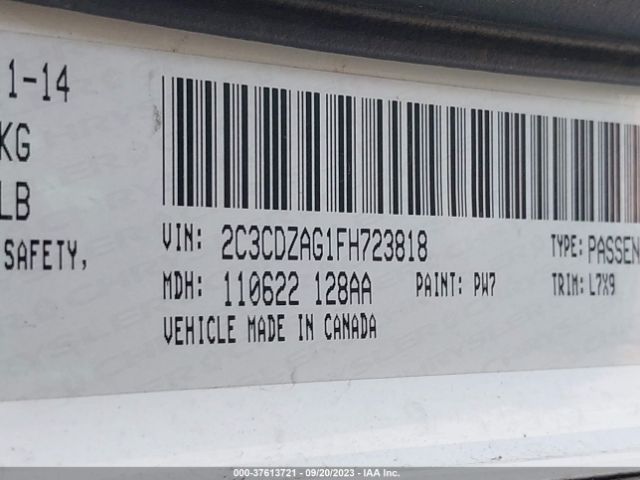 1-14
KG
LB
SAFETY,
VIN: 2C3CDZAG1FH723818 TYPE: PASSEN
MDH: 110622 128AA PAINT: PW7 TRIM: L7X9
VEHICLE MADE IN CANADA
000-37613721 - 09/20/2023 - IAA Inc.